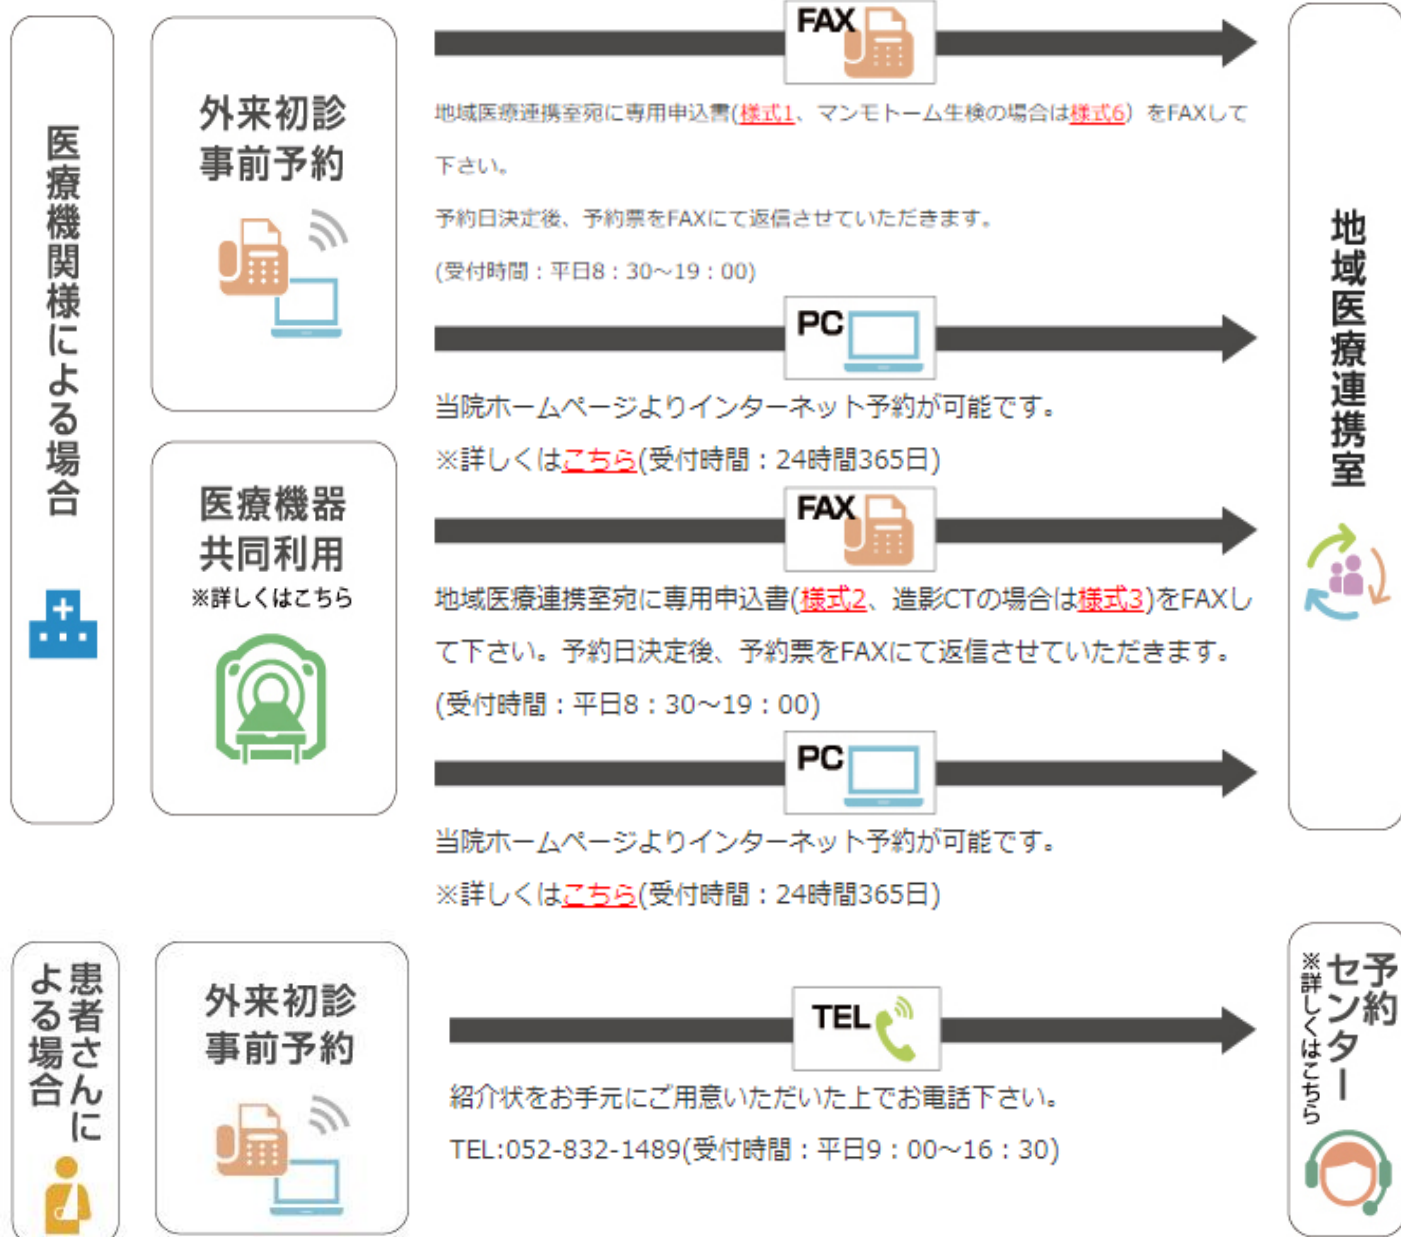 医療機関様による場合
外来初診
事前予約
FAX
地域医療連携室宛に専用申込書(様式1、マンモトーム生検の場合は様式6）をFAXして
下さい。
予約日決定後、予約票をFAXにて返信させていただきます。
(受付時間：平日8：30～19：00)
PC
当院ホームページよりインターネット予約が可能です。
※詳しくはこちら(受付時間：24時間365日)
医療機器
共同利用
※詳しくはこちら
FAX
地域医療連携室宛に専用申込書(様式2、造影CTの場合は様式3)をFAXし
て下さい。予約日決定後、予約票をFAXにて返信させていただきます。
(受付時間：平日8：30～19：00)
PC
当院ホームページよりインターネット予約が可能です。
※詳しくはこちら(受付時間：24時間365日)
地域医療連携室
患者さんに
よる場合
外来初診
事前予約
TEL
紹介状をお手元にご用意いただいた上でお電話下さい。
TEL:052-832-1489(受付時間：平日9：00～16：30)
予約
センター
※詳しくはこちら